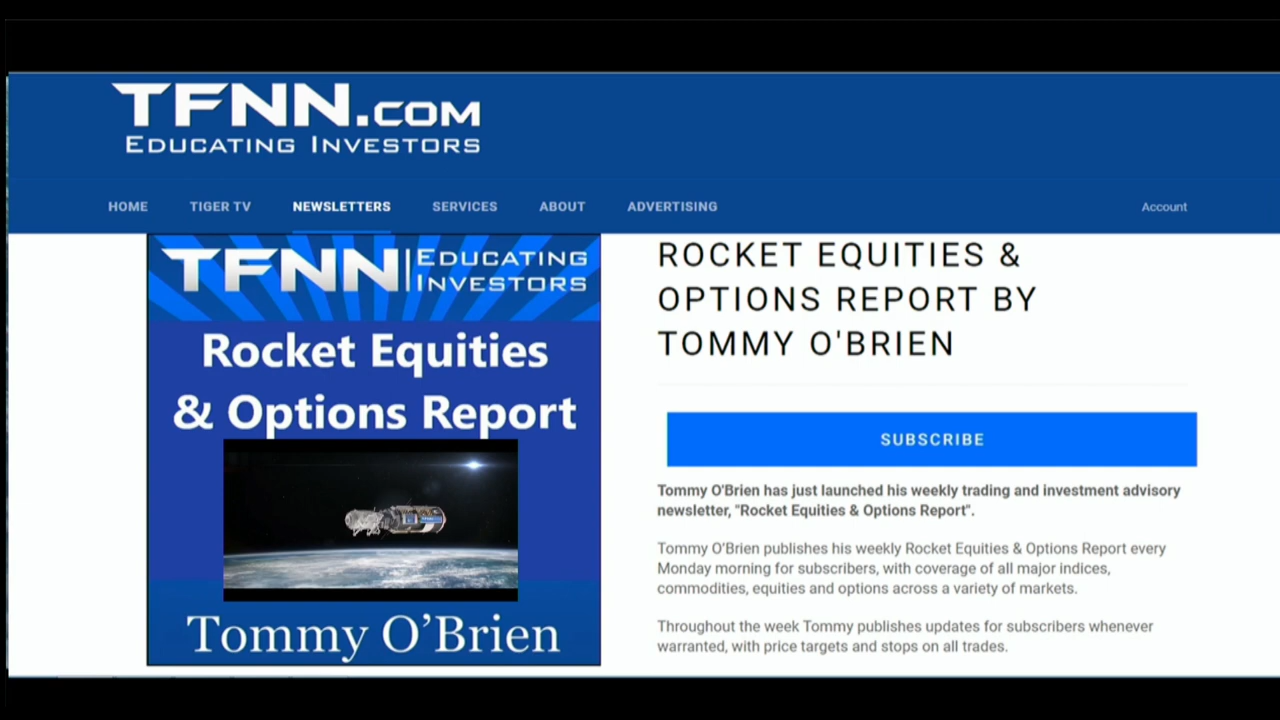 TFNN.COM
EDUCATING INVESTORS
HOME TIGER TV NEWSLETTERS SERVICES ABOUT ADVERTISING Account
TFNN EDUCATING
INVESTORS
Rocket Equities
& Options Report
Tommy O’Brien
ROCKET EQUITIES &
OPTIONS REPORT BY
TOMMY O'BRIEN
SUBSCRIBE
Tommy O'Brien has just launched his weekly trading and investment advisory
newsletter, "Rocket Equities & Options Report".
Tommy O’Brien publishes his weekly Rocket Equities & Options Report every
Monday morning for subscribers, with coverage of all major indices,
commodities, equities and options across a variety of markets.
Throughout the week Tommy publishes updates for subscribers whenever
warranted, with price targets and stops on all trades.